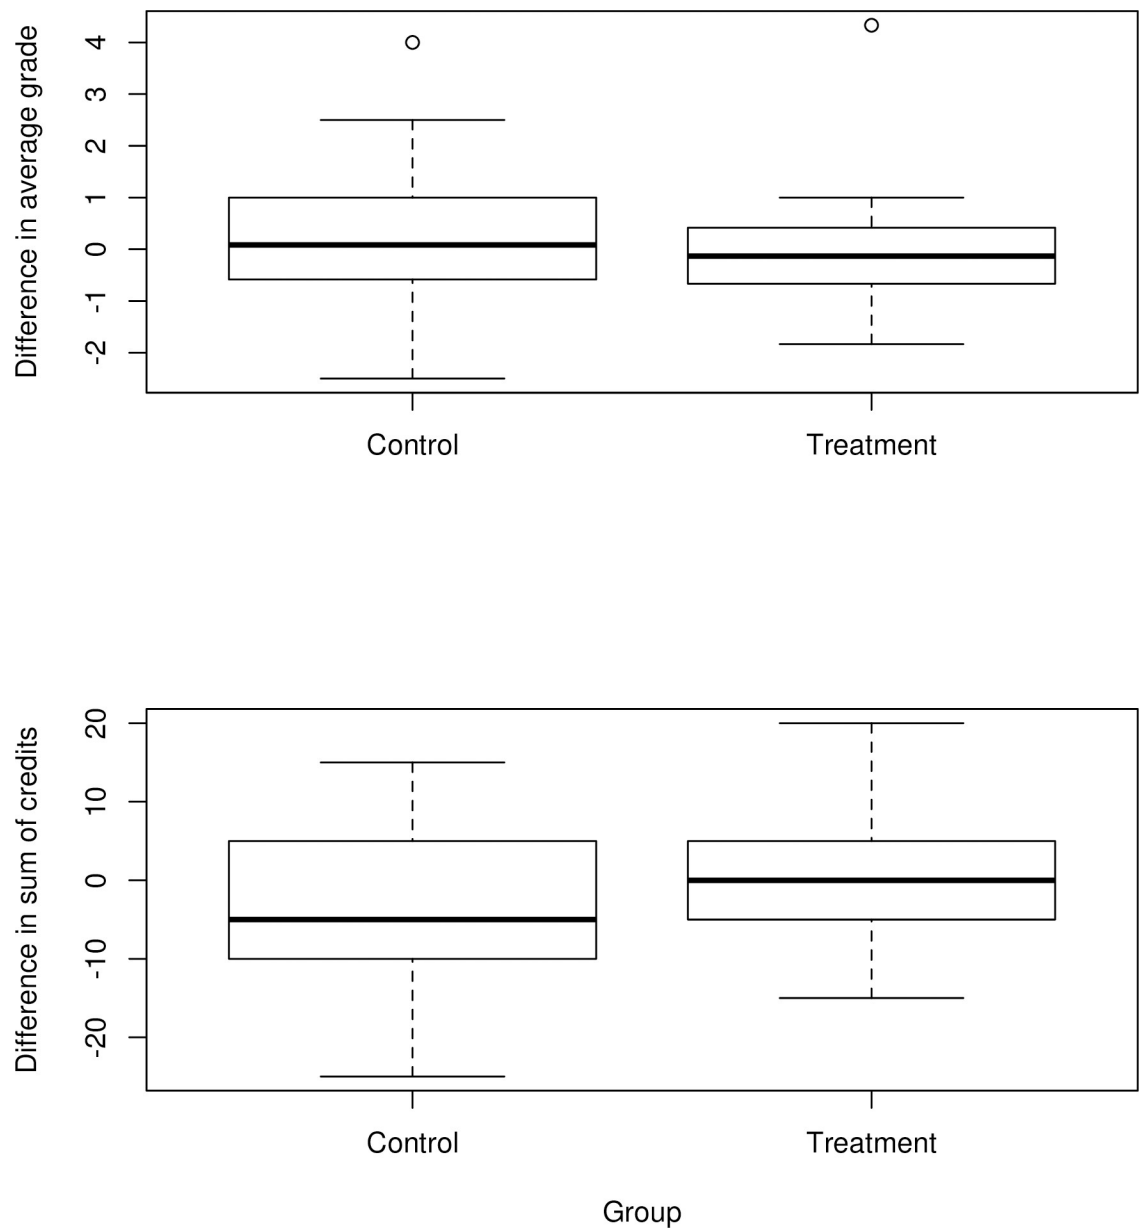 Difference in average grade
4
3
2
1
0
-1
-2
Control Treatment
Difference in sum of credits
20
10
0
-10
-20
Control Treatment
Group